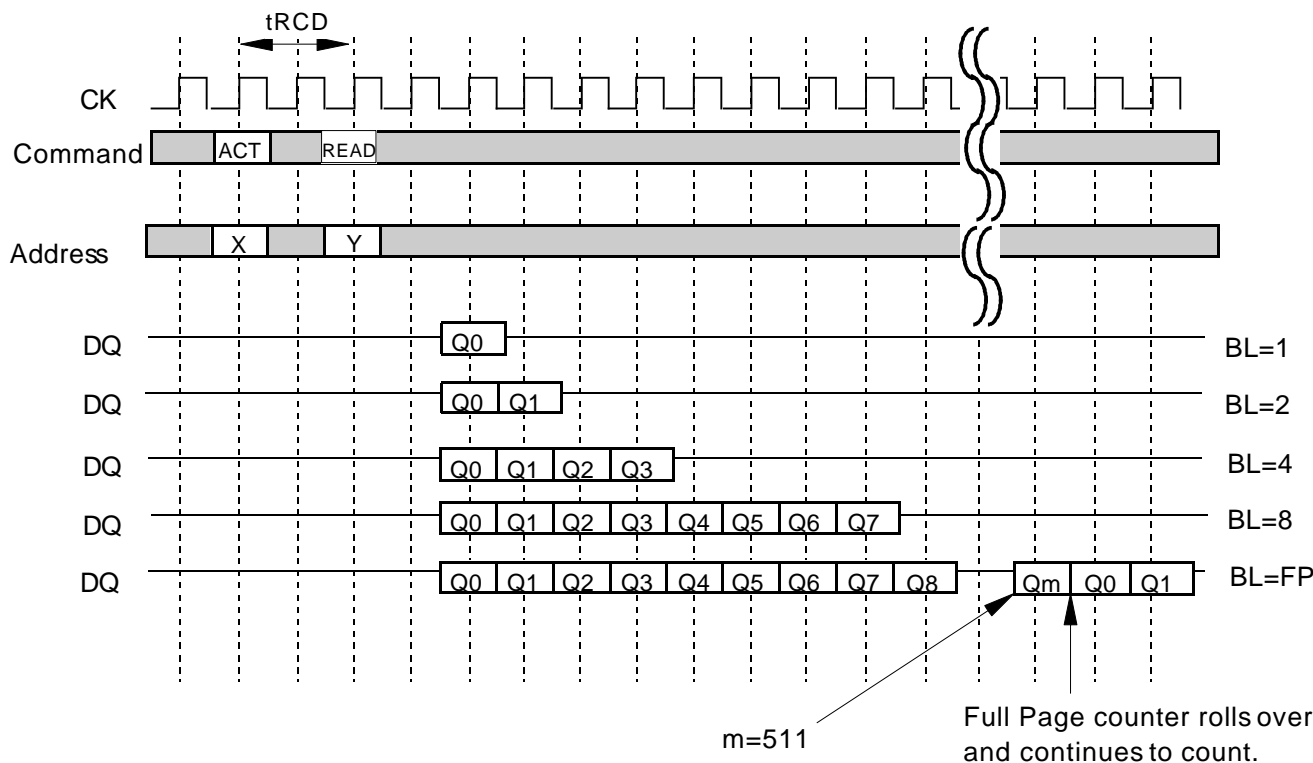 tRCD
CK
Command ACT READ
Address X Y
DQ Q0 BL=1
DQ Q0 Q1 BL=2
DQ Q0 Q1 Q2 Q3 BL=4
DQ Q0 Q1 Q2 Q3 Q4 Q5 Q6 Q7 BL=8
DQ Q0 Q1 Q2 Q3 Q4 Q5 Q6 Q7 Q8 Qm Q0 Q1 BL=FP
m=511
Full Page counter rolls over
and continues to count.